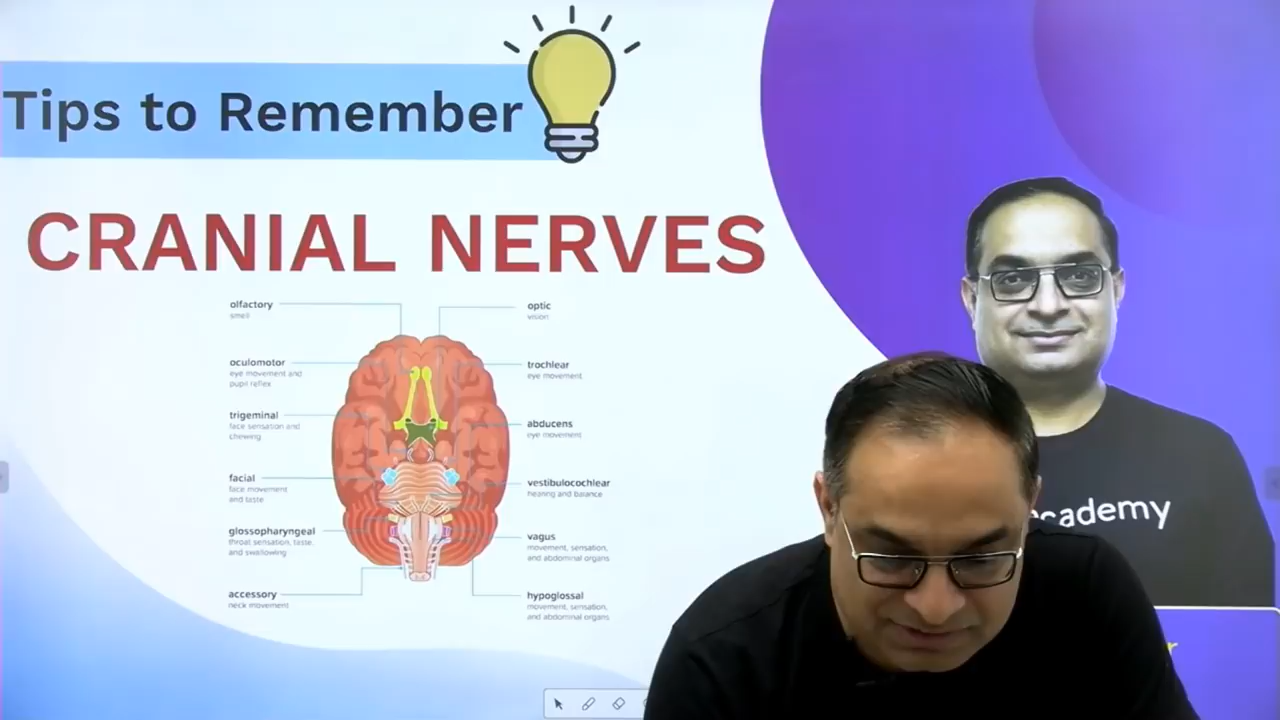 Tips to Remember
CRANIAL NERVES
olfactory
smell
optic
vision
oculomotor
eye movement and
pupil reflex
trochlear
eye movement
trigeminal
face sensation and
chewing
abducens
eye movement
facial
face movement
and taste
vestibulocochlear
hearing and balance
glossopharyngeal
throat sensation, taste,
and swallowing
vagus
movement, sensation,
and abdominal organs
accessory
neck movement
hypoglossal
movement, sensation,
and abdominal organs